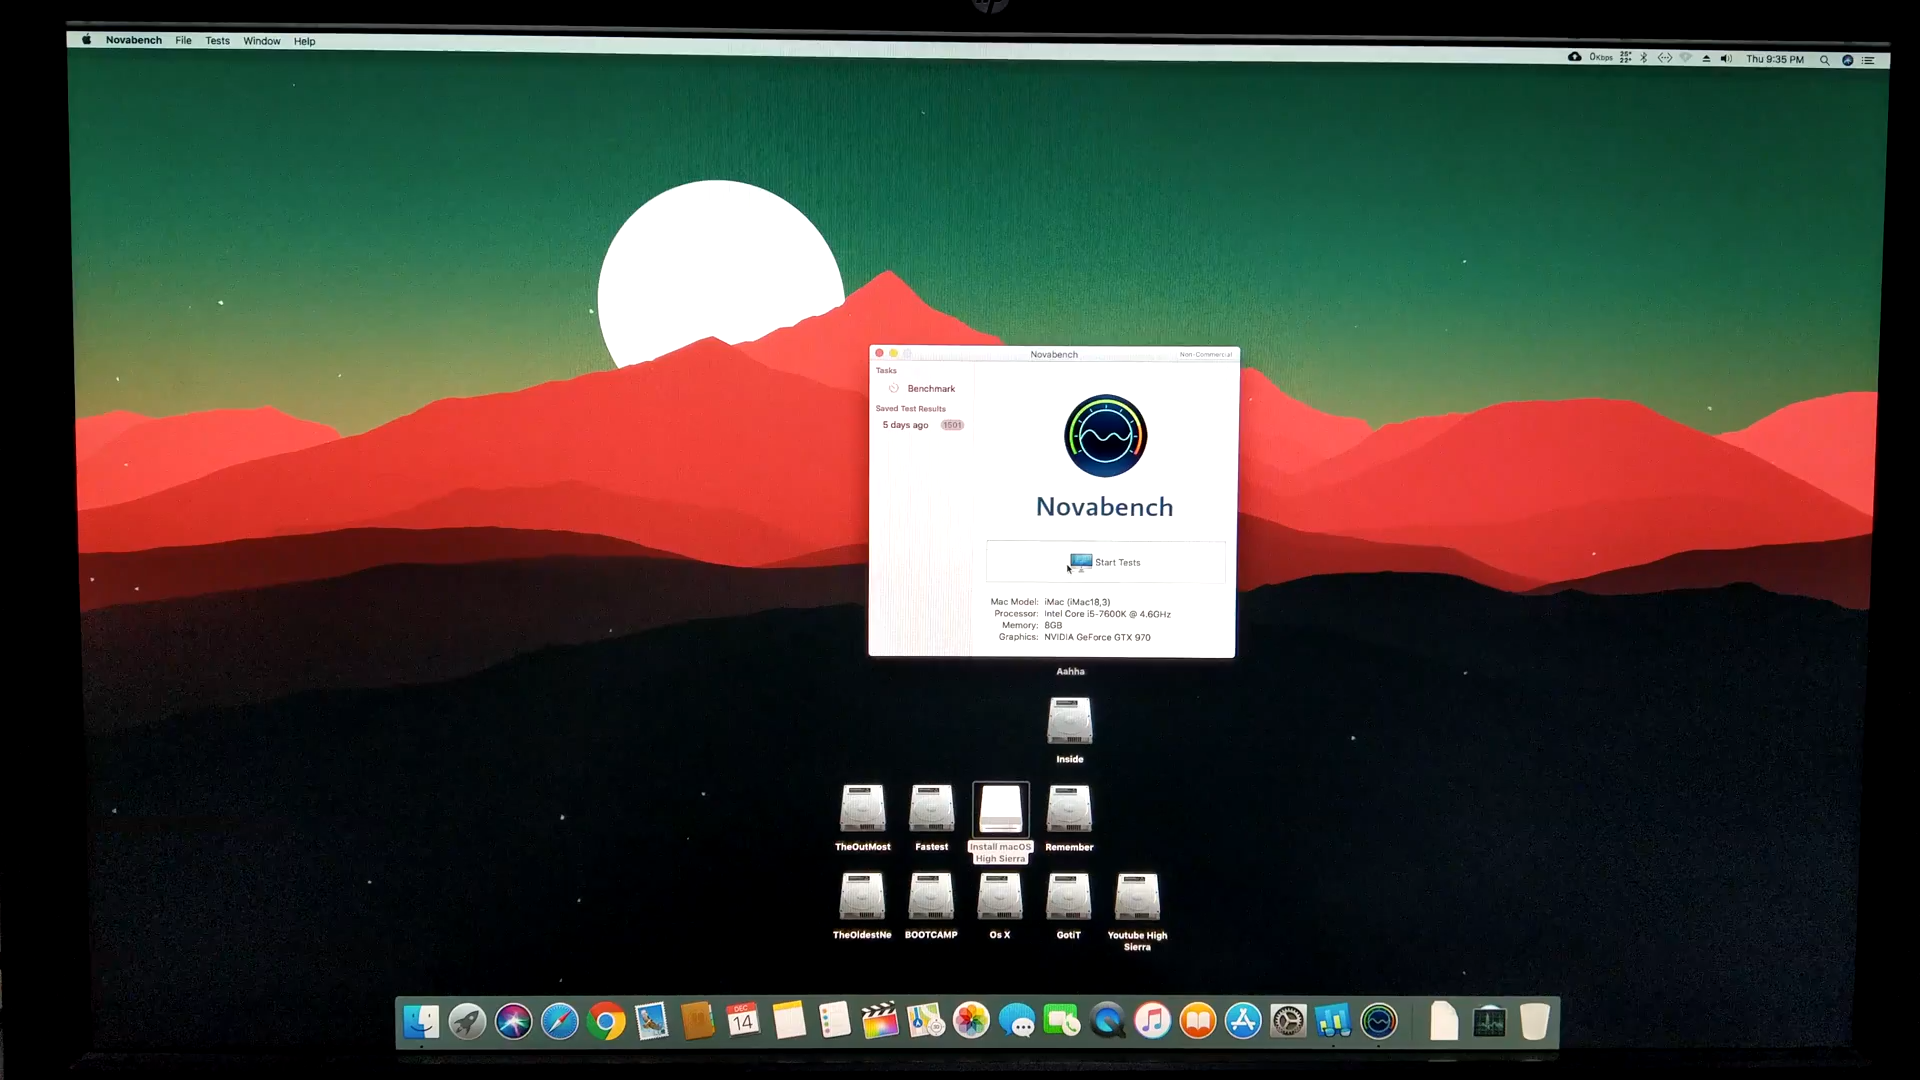 Novabench File Tests Window Help
0Kbps 25° 22° Thu 9:35 PM
Novabench
Non-Commercial
Tasks
Benchmark
Saved Test Results
5 days ago 1501
Novabench
Start Tests
Mac Model: iMac (iMac18,3)
Processor: Intel Core i5-7600K @ 4.6GHz
Memory: 8GB
Graphics: NVIDIA GeForce GTX 970
Aahha
Inside
TheOutMost Fastest Install macOS High Sierra Remember
TheOldestNe BOOTCAMP Os X GotiT Youtube High Sierra
DEC
14